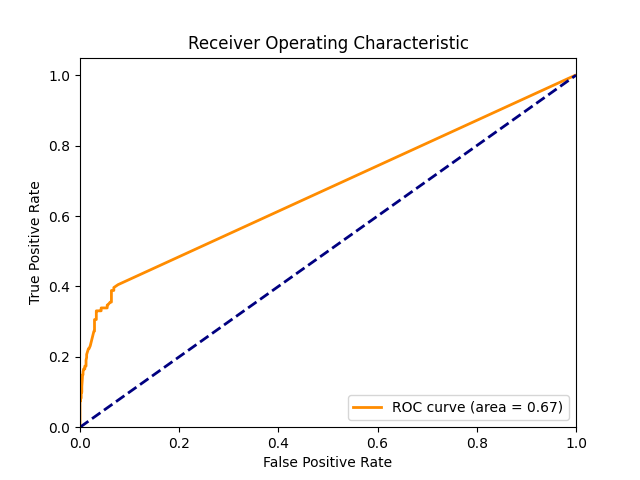 Receiver Operating Characteristic
True Positive Rate
1.0
0.8
0.6
0.4
0.2
0.0
ROC curve (area = 0.67)
0.0 0.2 0.4 0.6 0.8 1.0
False Positive Rate